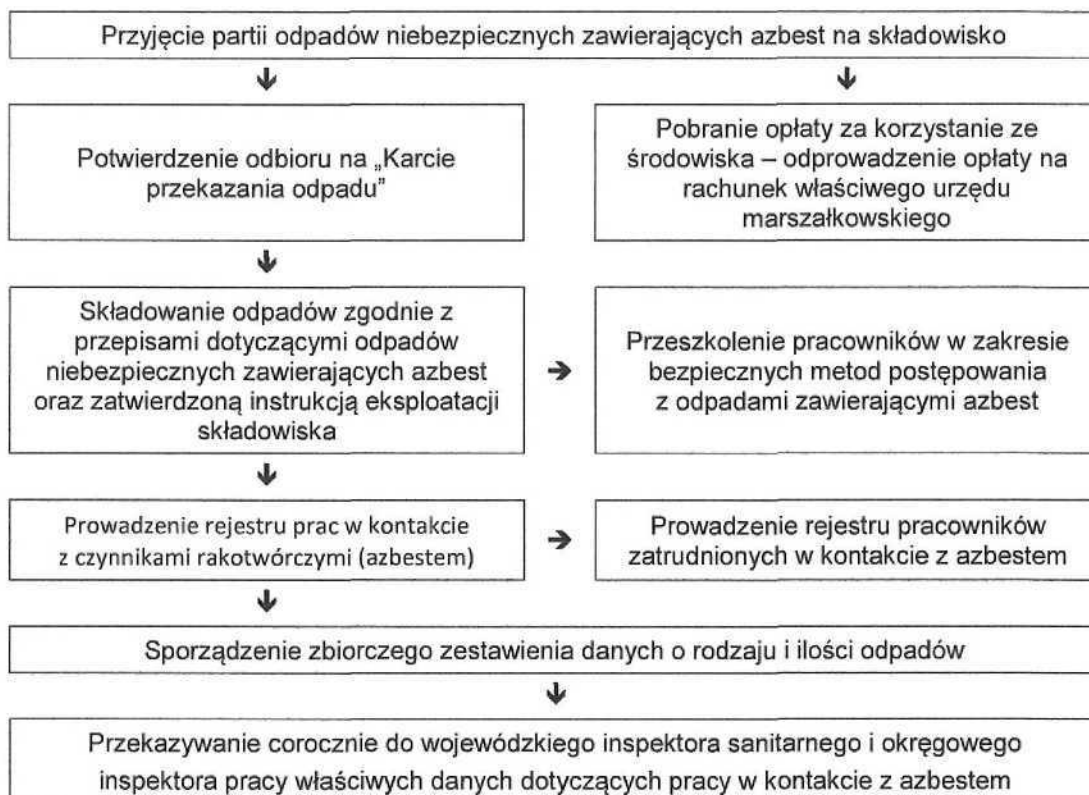 Przyjęcie partii odpadów niebezpiecznych zawierających azbest na składowisko
Potwierdzenie odbioru na „Karcie
przekazania odpadu”
Pobranie opłaty za korzystanie ze
środowiska – odprowadzenie opłaty na
rachunek właściwego urzędu
marszałkowskiego
Składowanie odpadów zgodnie z
przepisami dotyczącymi odpadów
niebezpiecznych zawierających azbest
oraz zatwierdzoną instrukcją eksploatacji
składowiska
Przeszkolenie pracowników w zakresie
bezpiecznych metod postępowania
z odpadami zawierającymi azbest
Prowadzenie rejestru prac w kontakcie
z czynnikami rakotwórczymi (azbestem)
Prowadzenie rejestru pracowników
zatrudnionych w kontakcie z azbestem
Sporządzenie zbiorczego zestawienia danych o rodzaju i ilości odpadów
Przekazywanie corocznie do wojewódzkiego inspektora sanitarnego i okręgowego
inspektora pracy właściwych danych dotyczących pracy w kontakcie z azbestem